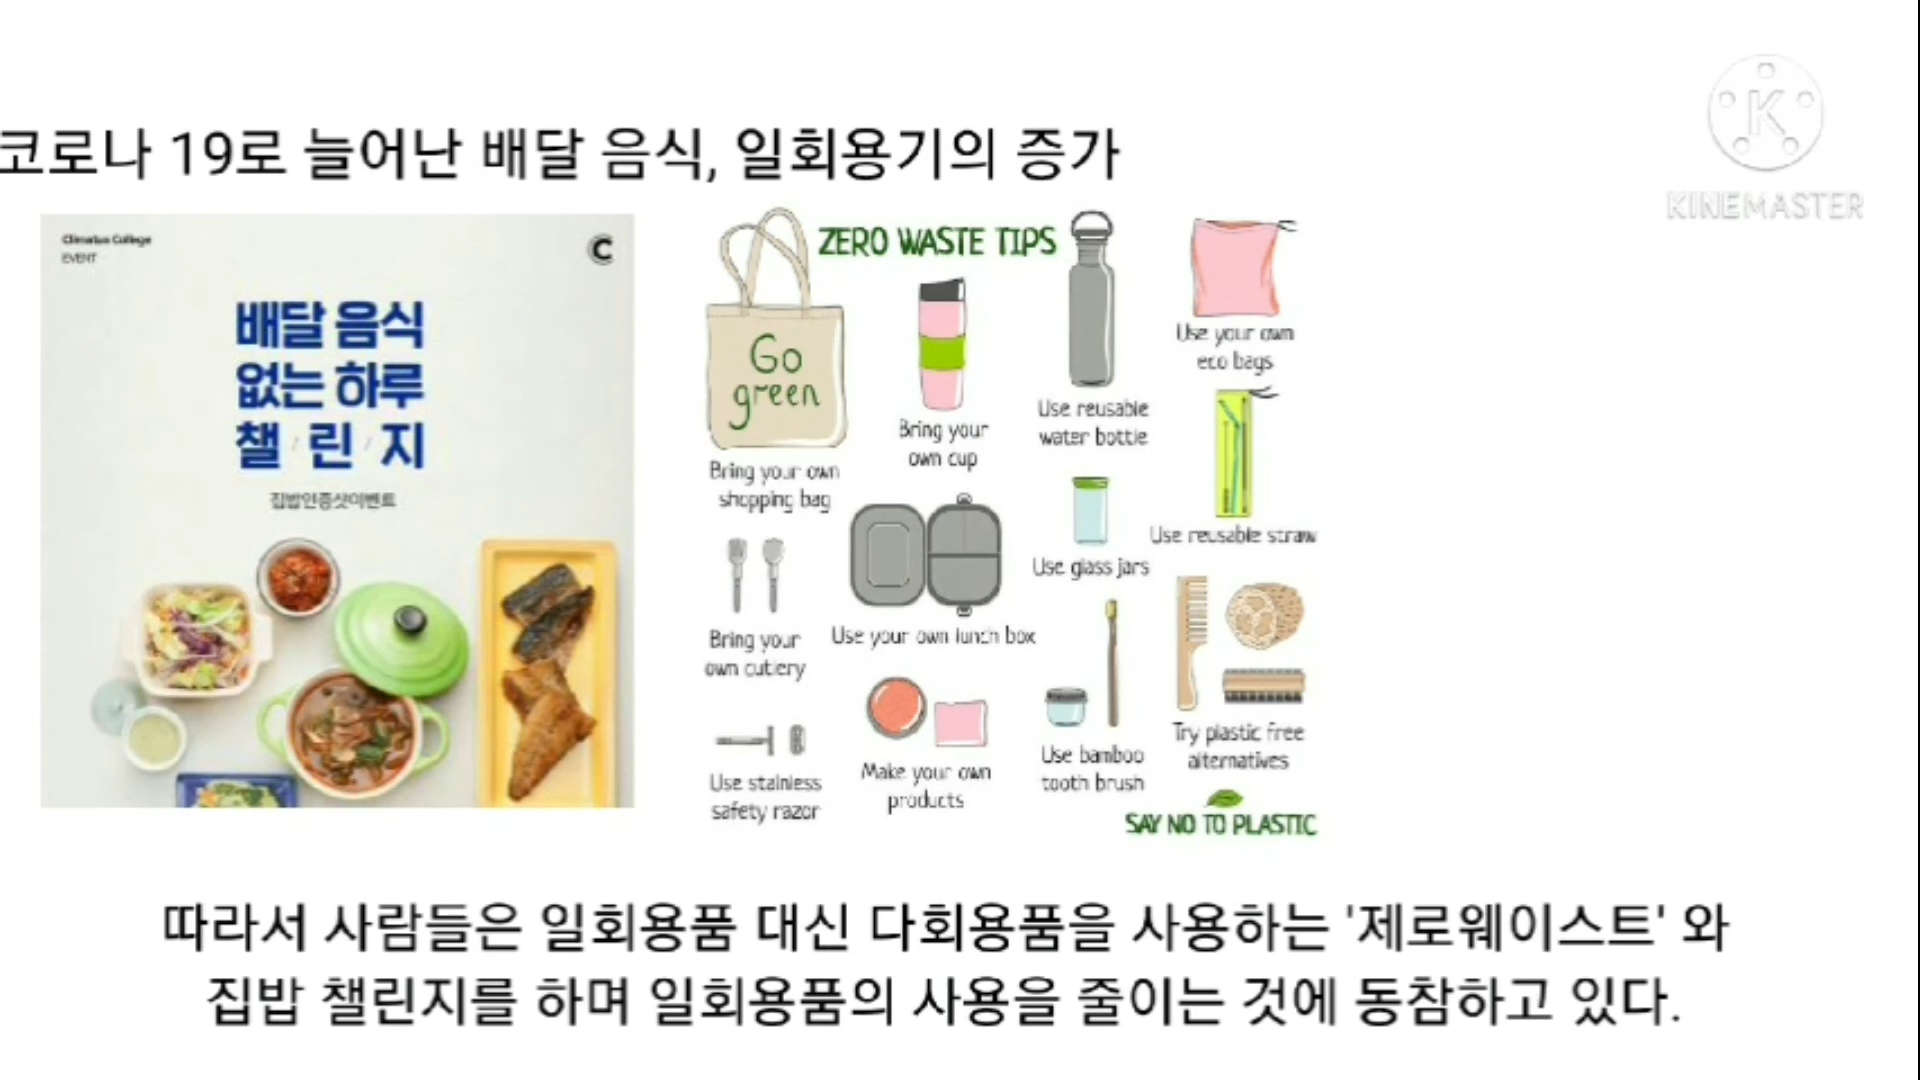 코로나 19로 늘어난 배달 음식, 일회용기의 증가
KINEMASTER
Climatus College
EVENT
C
배달 음식
없는 하루
챌/린/지
집밥인증샷이벤트
ZERO WASTE TIPS
Go
green
Bring your own
shopping bag
Bring your
own cup
Use reusable
water bottle
Use your own
eco bags
Use reusable straw
Use glass jars
Bring your
own cutlery
Use your own lunch box
Use stainless
safety razor
Make your own
products
Use bamboo
tooth brush
Try plastic free
alternatives
SAY NO TO PLASTIC
따라서 사람들은 일회용품 대신 다회용품을 사용하는 '제로웨이스트' 와
집밥 챌린지를 하며 일회용품의 사용을 줄이는 것에 동참하고 있다.